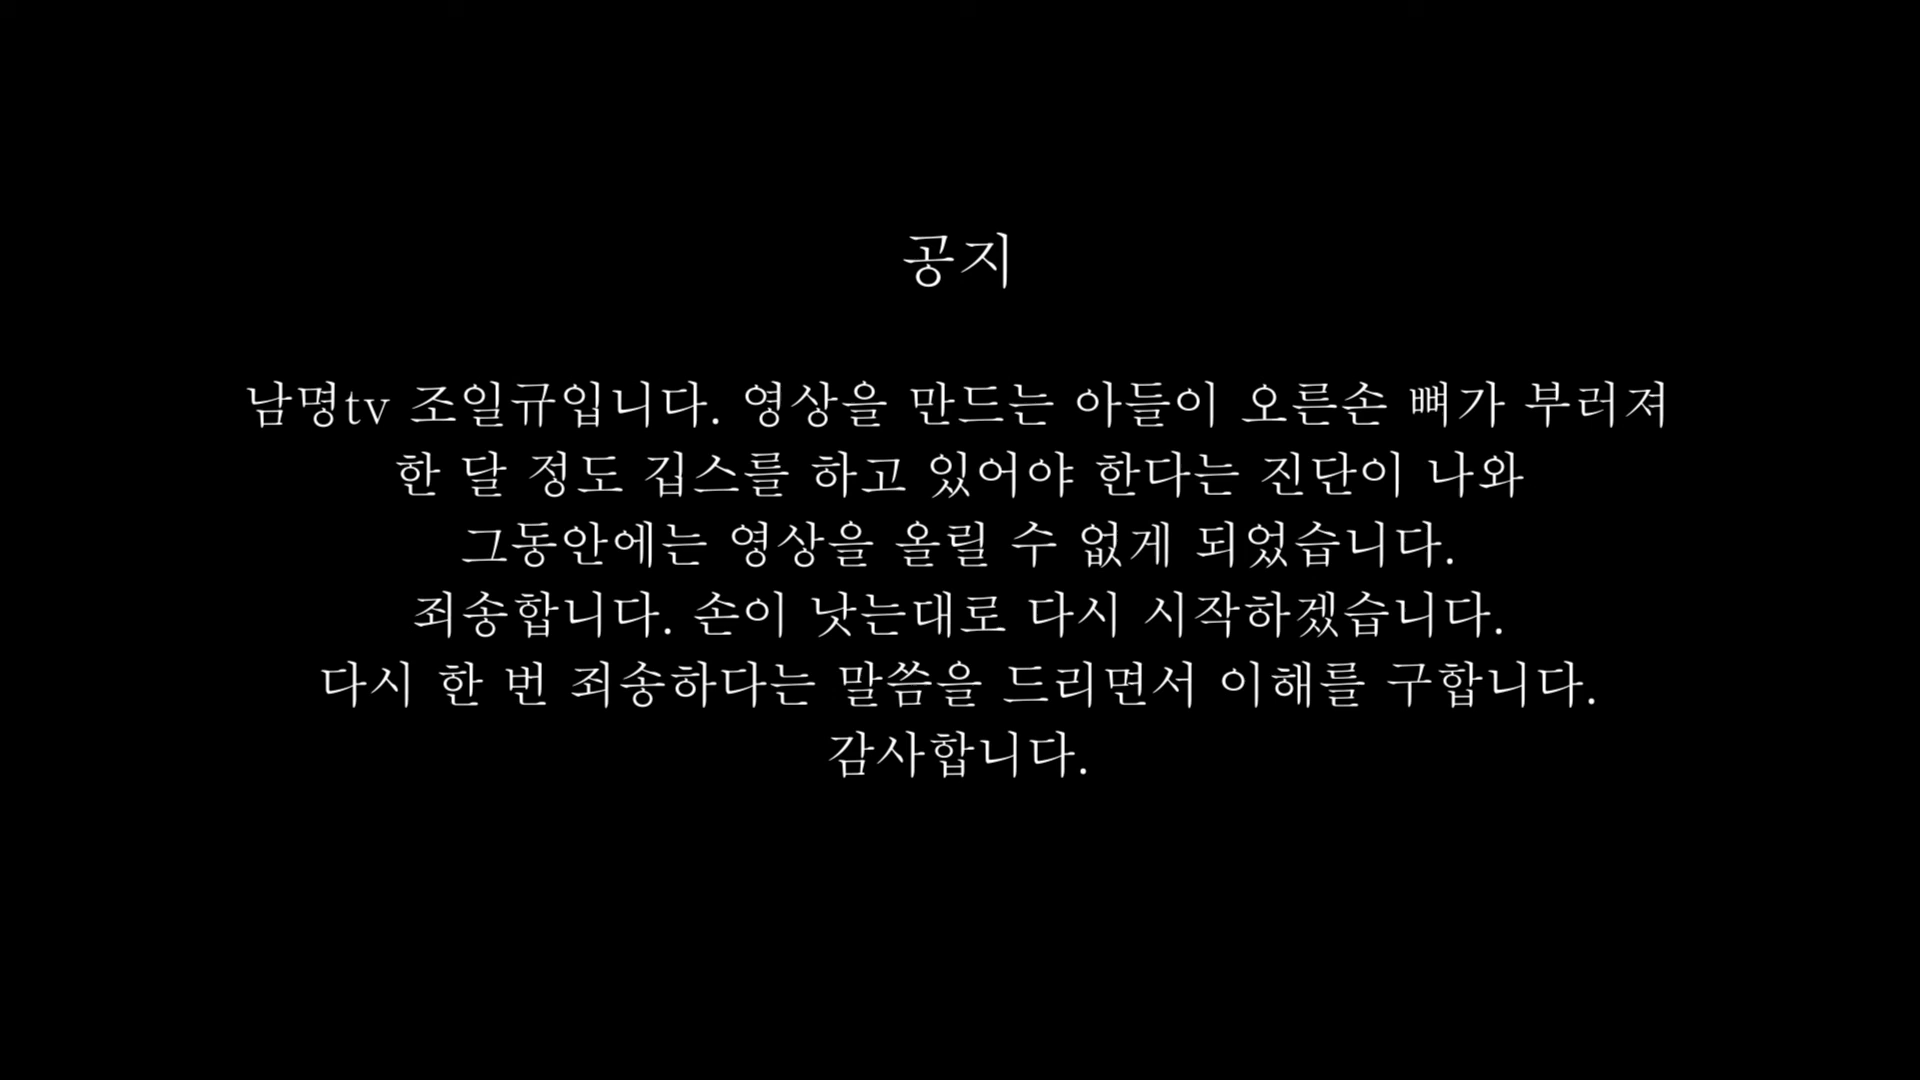 공지
남명tv 조일규입니다. 영상을 만드는 아들이 오른손 뼈가 부러져
한 달 정도 깁스를 하고 있어야 한다는 진단이 나와
그동안에는 영상을 올릴 수 없게 되었습니다.
죄송합니다. 손이 낫는대로 다시 시작하겠습니다.
다시 한 번 죄송하다는 말씀을 드리면서 이해를 구합니다.
감사합니다.